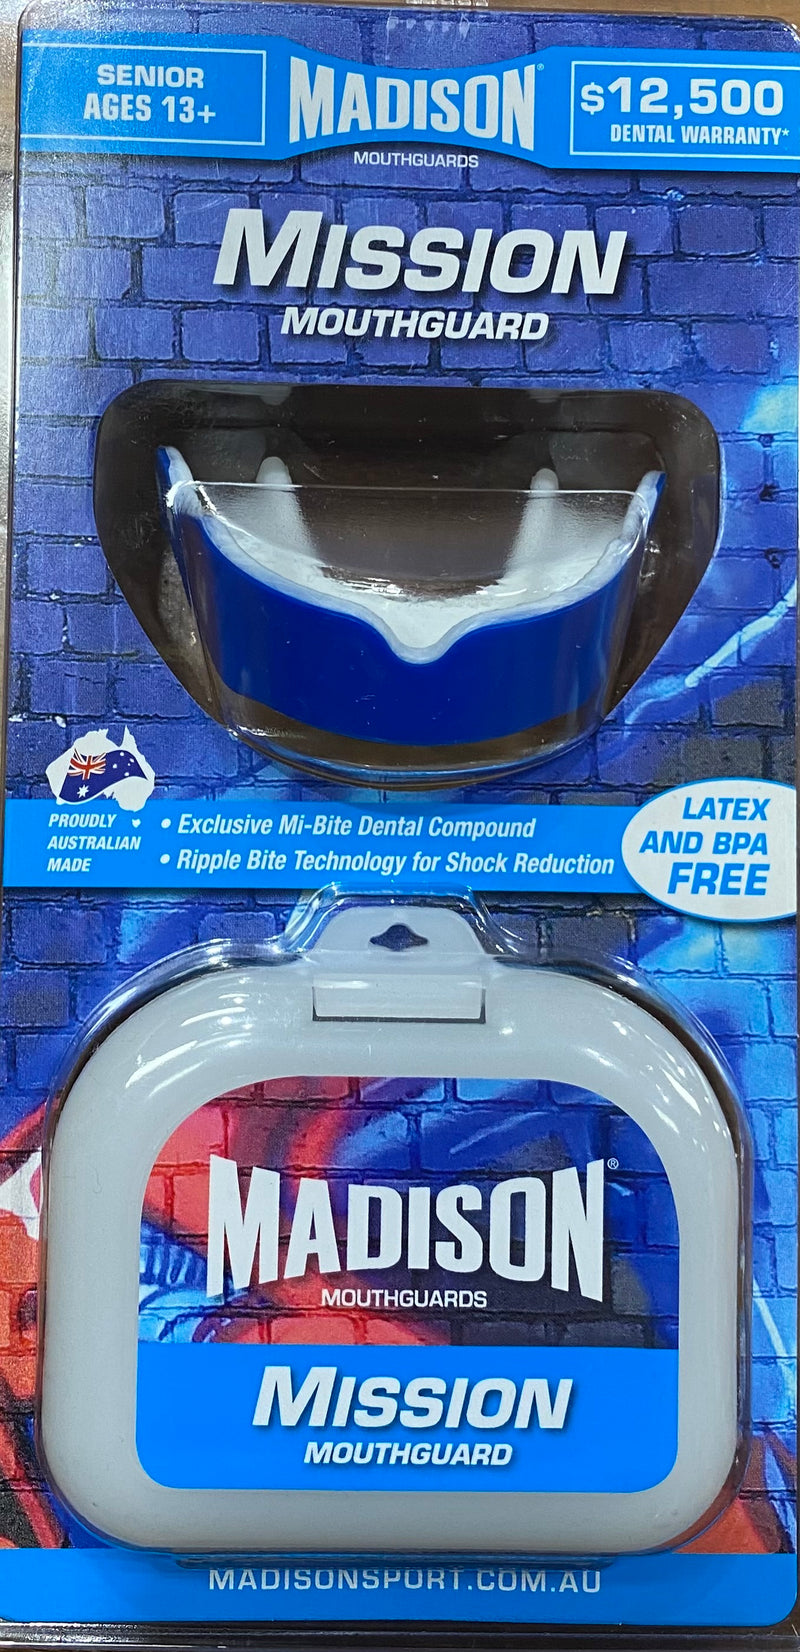 SENIOR
AGES 13+
MADISON®
MOUTHGUARDS
$12,500
DENTAL WARRANTY*
MISSION
MOUTHGUARD
PROUDLY
AUSTRALIAN
MADE
• Exclusive Mi-Bite Dental Compound
• Ripple Bite Technology for Shock Reduction
LATEX
AND BPA
FREE
MADISON®
MOUTHGUARDS
MISSION
MOUTHGUARD
MADISONSPORT.COM.AU